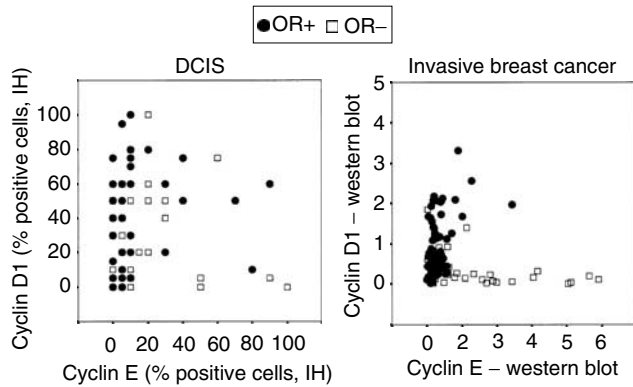 OR+ OR–
DCIS
Cyclin D1 (% positive cells, IH)
100
80
60
40
20
0
0 20 40 60 80 100
Cyclin E (% positive cells, IH)
Invasive breast cancer
Cyclin D1 – western blot
5
4
3
2
1
0
0 1 2 3 4 5 6
Cyclin E – western blot